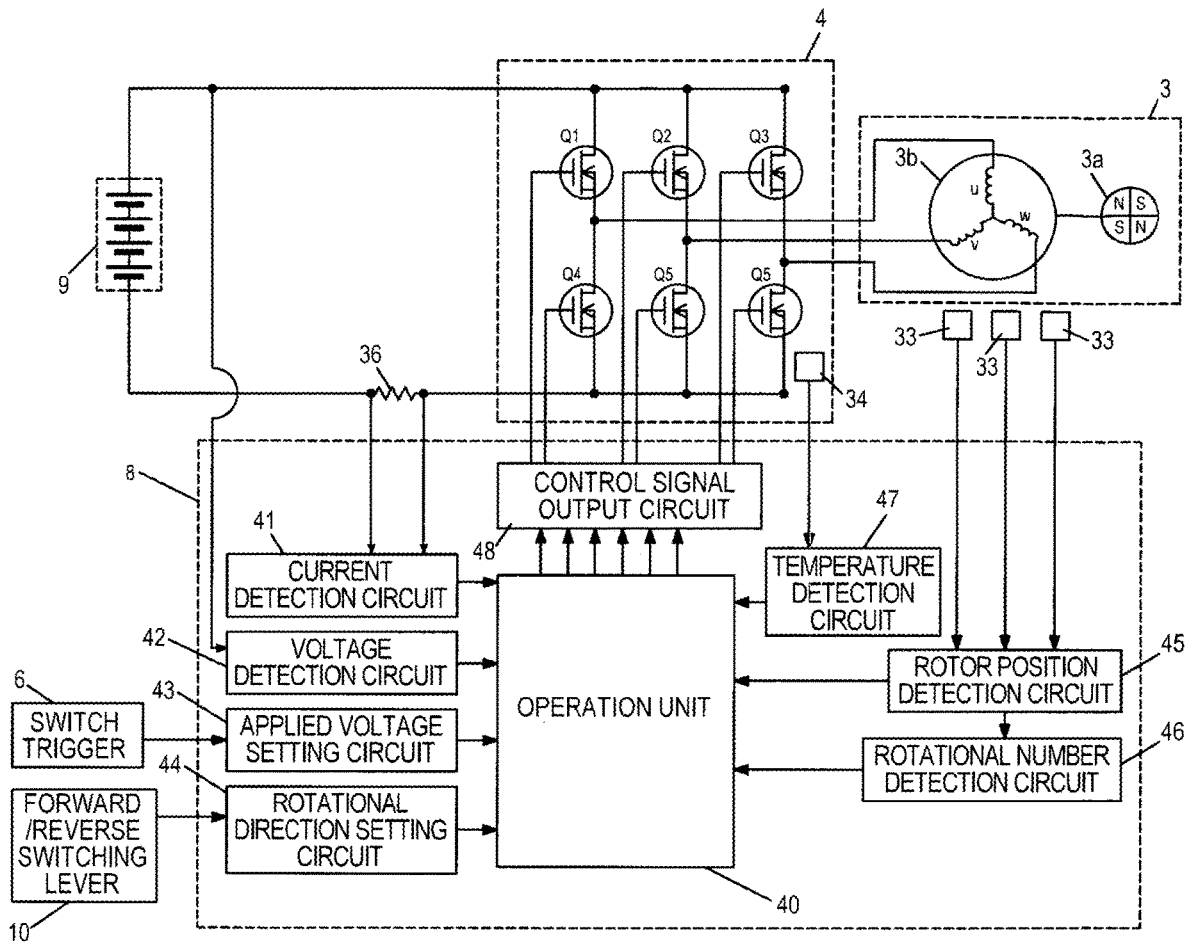 4
3
Q1
Q2
Q3
3b
3a
u
w
v
N S
S N
9
Q4
Q5
Q5
36
33
33
33
34
8
CONTROL SIGNAL
OUTPUT CIRCUIT
48
41
CURRENT
DETECTION CIRCUIT
47
TEMPERATURE
DETECTION
CIRCUIT
42
VOLTAGE
DETECTION CIRCUIT
45
ROTOR POSITION
DETECTION CIRCUIT
OPERATION UNIT
6
SWITCH
TRIGGER
43
APPLIED VOLTAGE
SETTING CIRCUIT
46
ROTATIONAL NUMBER
DETECTION CIRCUIT
44
FORWARD
/REVERSE
SWITCHING
LEVER
ROTATIONAL
DIRECTION SETTING
CIRCUIT
40
10